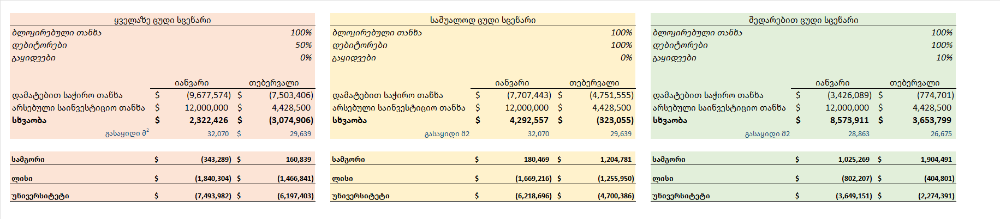 ყველაზე ცუდი სცენარი
ბლოკირებული თანხა 100%
დებიტორები 50%
გაყიდვები 0%
იანვარი თებერვალი
დამატებით საჭირო თანხა $ (9,677,574) $ (7,503,406)
არსებული საინვესტიციო თანხა $ 12,000,000 $ 4,428,500
სხვაობა $ 2,322,426 $ (3,074,906)
გასაყიდი მ² 32,070 $ 29,639
სამგორი $ (343,289) $ 160,839
ლისი $ (1,840,304) $ (1,466,841)
უნივერსიტეტი $ (7,493,982) $ (6,197,403)
საშუალოდ ცუდი სცენარი
ბლოკირებული თანხა 100%
დებიტორები 100%
გაყიდვები 0%
იანვარი თებერვალი
დამატებით საჭირო თანხა $ (7,707,443) $ (4,751,555)
არსებული საინვესტიციო თანხა $ 12,000,000 $ 4,428,500
სხვაობა $ 4,292,557 $ (323,055)
გასაყიდი მ2 32,070 29,639
სამგორი $ 180,469 $ 1,204,781
ლისი $ (1,669,216) $ (1,255,950)
უნივერსიტეტი $ (6,218,696) $ (4,700,386)
შედარებით ცუდი სცენარი
ბლოკირებული თანხა 100%
დებიტორები 100%
გაყიდვები 10%
იანვარი თებერვალი
დამატებით საჭირო თანხა $ (3,426,089) $ (774,701)
არსებული საინვესტიციო თანხა $ 12,000,000 $ 4,428,500
სხვაობა $ 8,573,911 $ 3,653,799
გასაყიდი მ2 28,863 26,675
სამგორი $ 1,025,269 $ 1,904,491
ლისი $ (802,207) $ (404,801)
უნივერსიტეტი $ (3,649,151) $ (2,274,391)